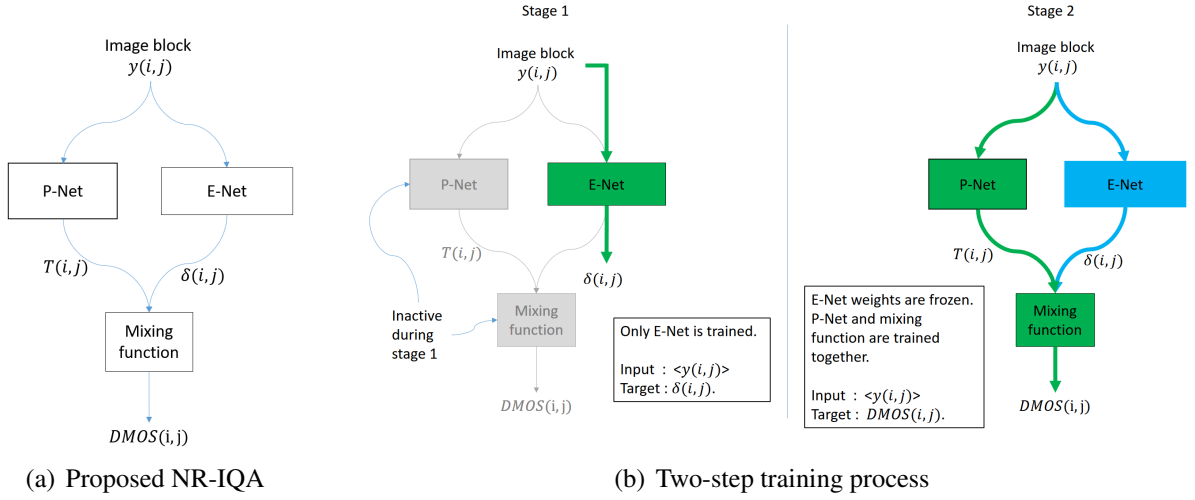 Image block
y(i,j)
P-Net
E-Net
T(i,j)
δ(i,j)
Mixing
function
DMOS(i,j)
(a) Proposed NR-IQA
Stage 1
Image block
y(i,j)
P-Net
E-Net
T(i,j)
δ(i,j)
Inactive
during
stage 1
Mixing
function
DMOS(i,j)
Only E-Net is trained.
Input : <y(i,j)>
Target : δ(i,j).
Stage 2
Image block
y(i,j)
P-Net
E-Net
T(i,j)
δ(i,j)
Mixing
function
DMOS(i,j)
E-Net weights are frozen.
P-Net and mixing
function are trained
together.
Input : <y(i,j)>
Target : DMOS(i,j).
(b) Two-step training process